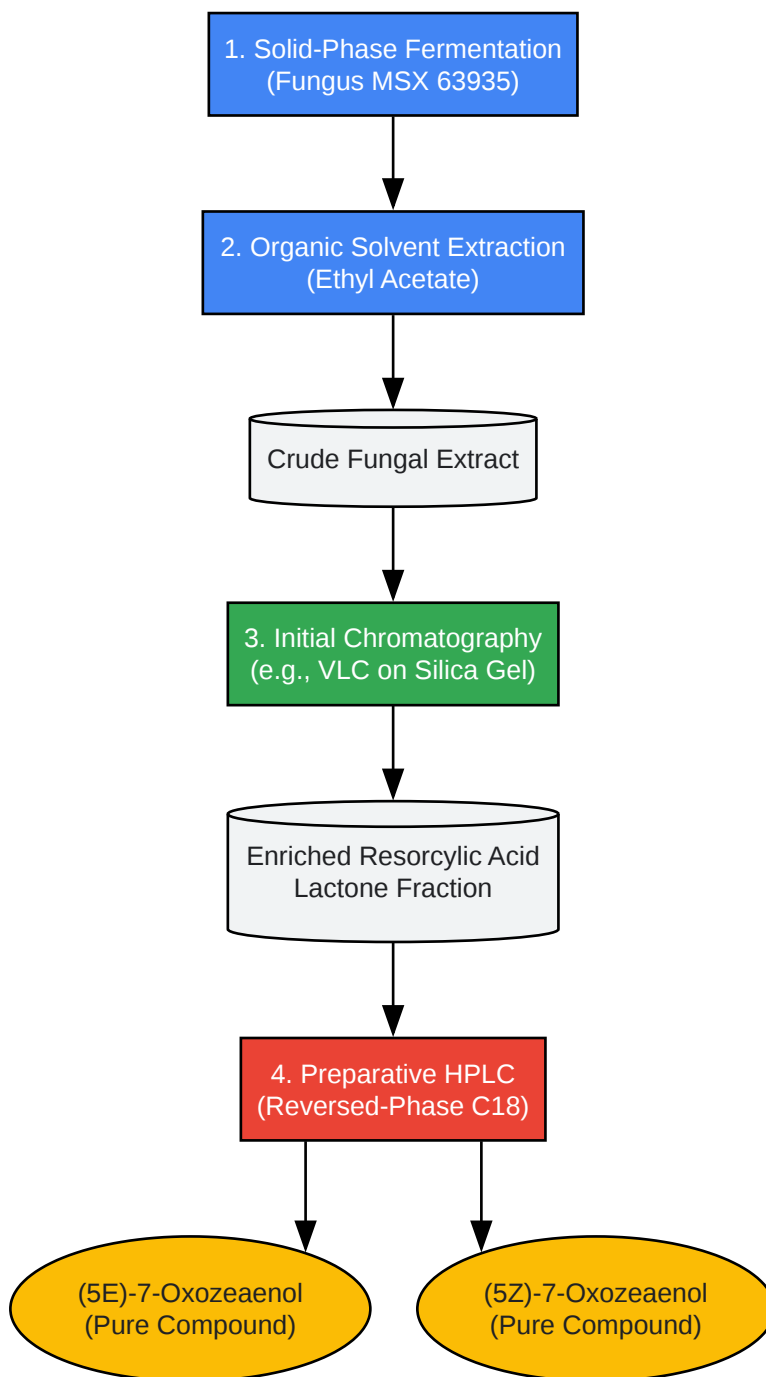 1. Solid-Phase Fermentation
(Fungus MSX 63935)
2. Organic Solvent Extraction
(Ethyl Acetate)
Crude Fungal Extract
3. Initial Chromatography
(e.g., VLC on Silica Gel)
Enriched Resorcylic Acid
Lactone Fraction
4. Preparative HPLC
(Reversed-Phase C18)
(5E)-7-Oxozeaenol
(Pure Compound)
(5Z)-7-Oxozeaenol
(Pure Compound)